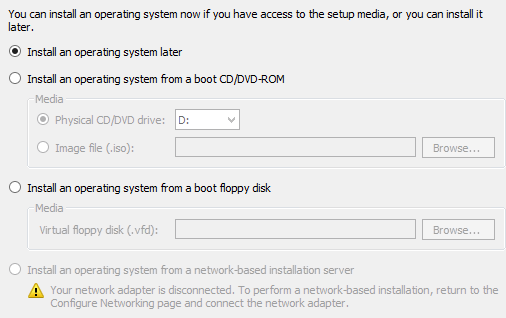 You can install an operating system now if you have access to the setup media, or you can install it
later.
Install an operating system later
Install an operating system from a boot CD/DVD-ROM
Media
Physical CD/DVD drive: D:
Image file (.iso): Browse...
Install an operating system from a boot floppy disk
Media
Virtual floppy disk (.vfd): Browse...
Install an operating system from a network-based installation server
Your network adapter is disconnected. To perform a network-based installation, return to the
Configure Networking page and connect the network adapter.